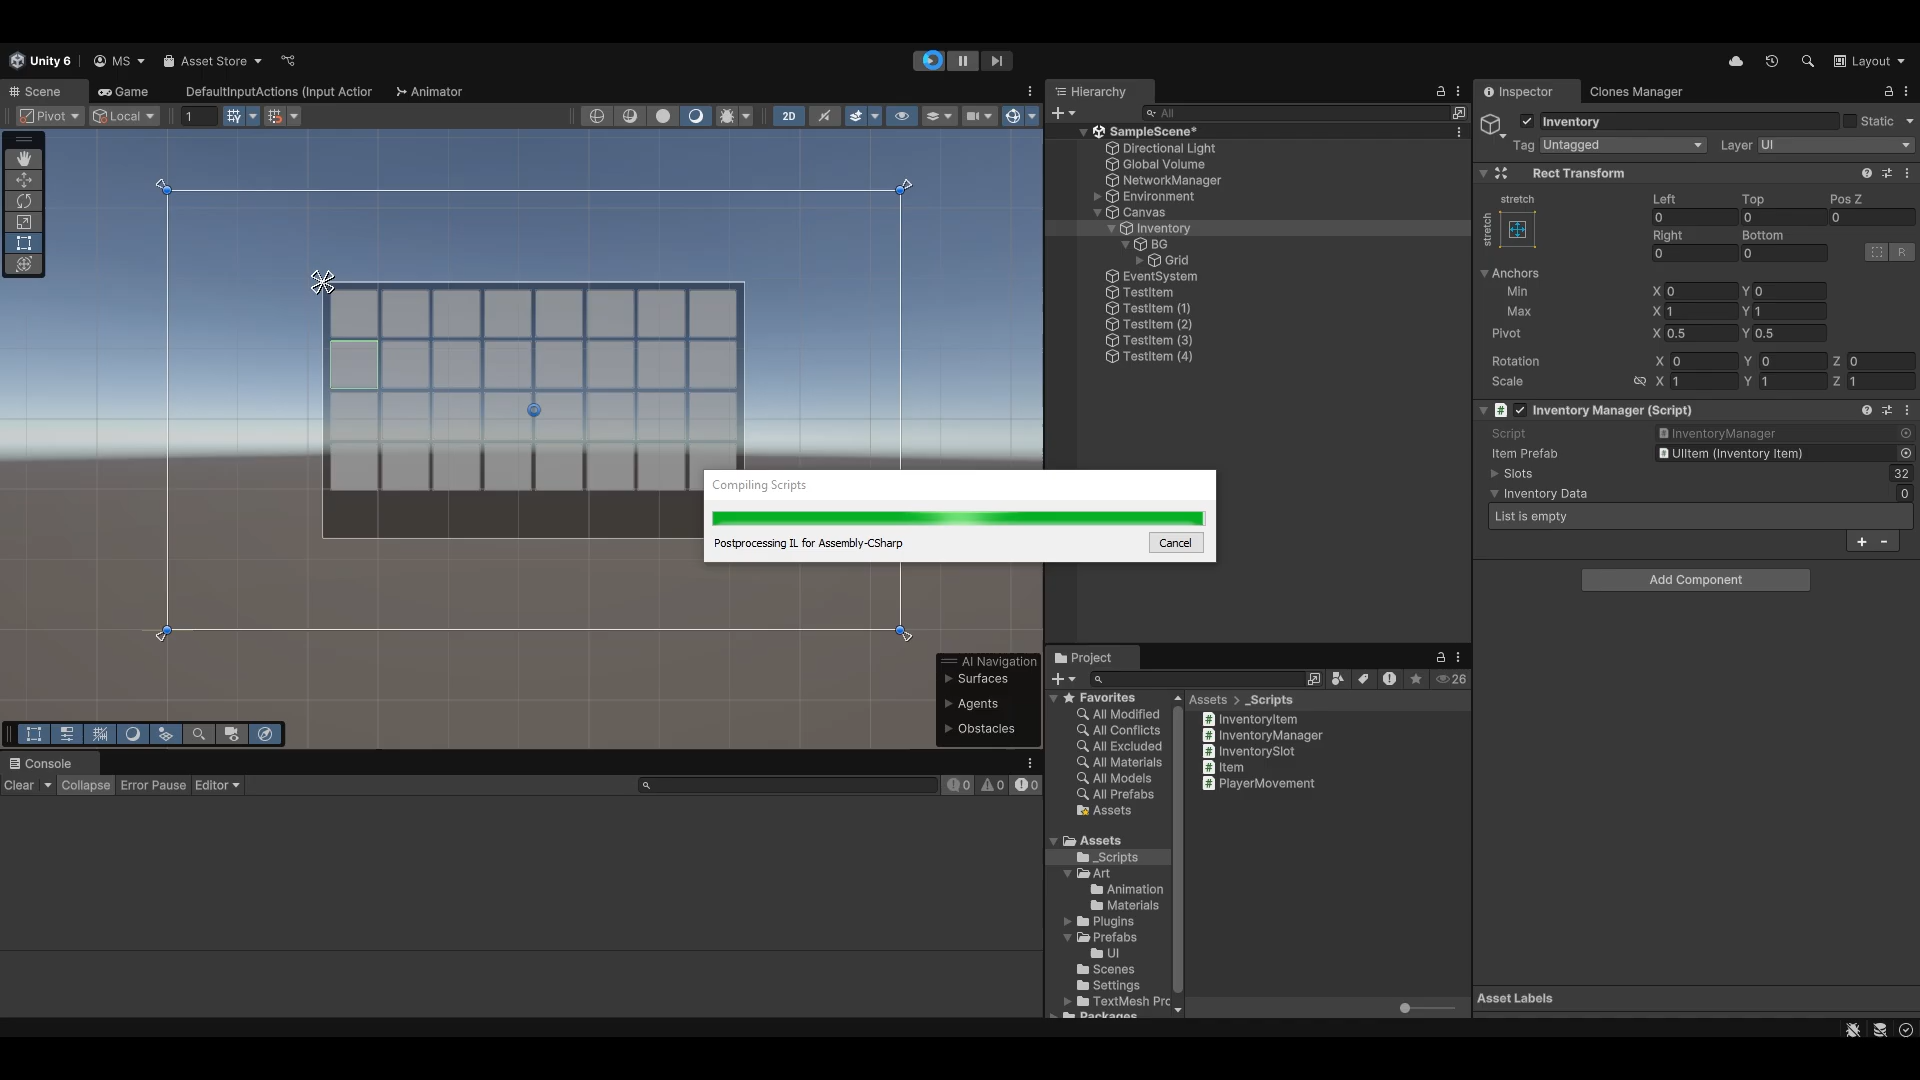 Unity 6
MS
Asset Store
Layout
Scene
Game
DefaultInputActions (Input Action
Animator
Pivot
Local
1
2D
AI Navigation
Surfaces
Agents
Obstacles
Console
Clear
Collapse
Error Pause
Editor
0
0
0
Hierarchy
All
SampleScene*
Directional Light
Global Volume
NetworkManager
Environment
Canvas
Inventory
BG
Grid
EventSystem
TestItem
TestItem (1)
TestItem (2)
TestItem (3)
TestItem (4)
Compiling Scripts
Postprocessing IL for Assembly-CSharp
Cancel
Project
26
Favorites
All Modified
All Conflicts
All Excluded
All Materials
All Models
All Prefabs
Assets
Assets
_Scripts
Art
Animation
Materials
Plugins
Prefabs
UI
Scenes
Settings
TextMesh Pro
Packages
Assets > _Scripts
InventoryItem
InventoryManager
InventorySlot
Item
PlayerMovement
Inspector
Clones Manager
Inventory
Static
Tag Untagged
Layer UI
Rect Transform
stretch
stretch
Left Top Pos Z
0 0 0
Right Bottom
0 0
R
Anchors
Min X 0 Y 0
Max X 1 Y 1
Pivot X 0.5 Y 0.5
Rotation X 0 Y 0 Z 0
Scale X 1 Y 1 Z 1
Inventory Manager (Script)
Script InventoryManager
Item Prefab UIItem (Inventory Item)
Slots 32
Inventory Data 0
List is empty
+ -
Add Component
Asset Labels